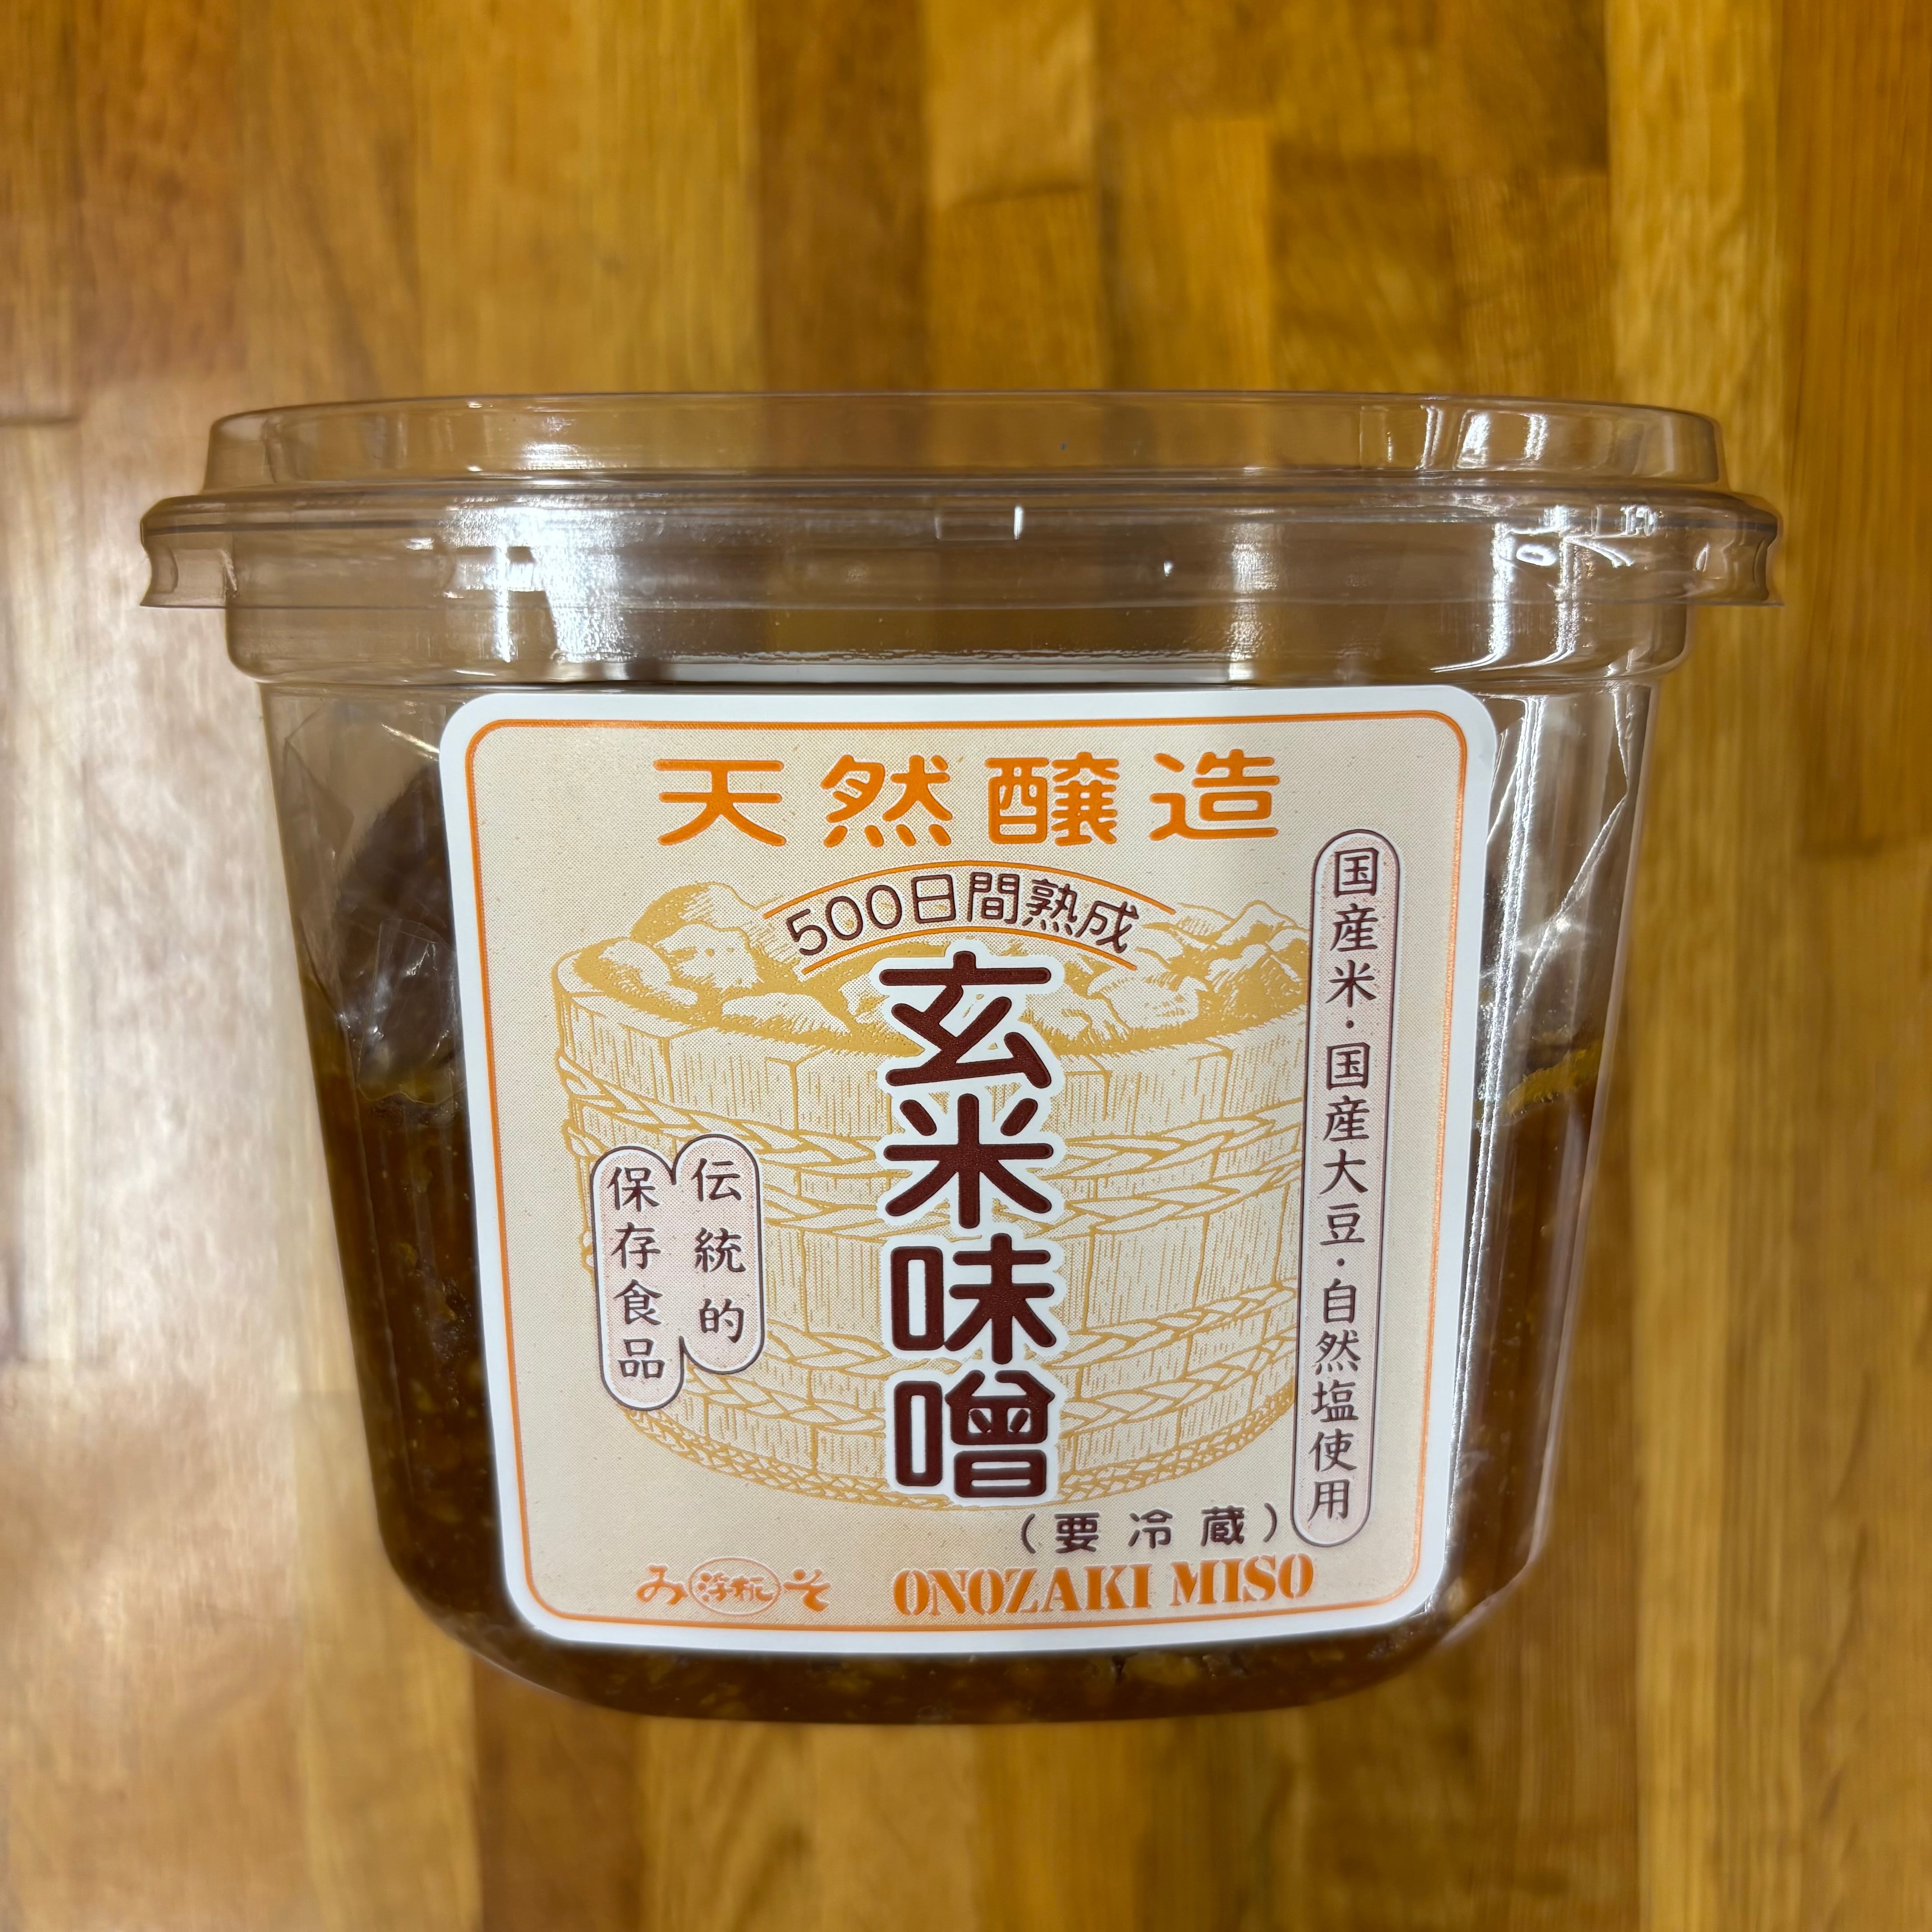 天然醸造
500日間熟成
玄米味噌
国産米・国産大豆・自然塩使用
伝統的
保存食品
(要冷蔵)
みそ
ONOZAKI MISO